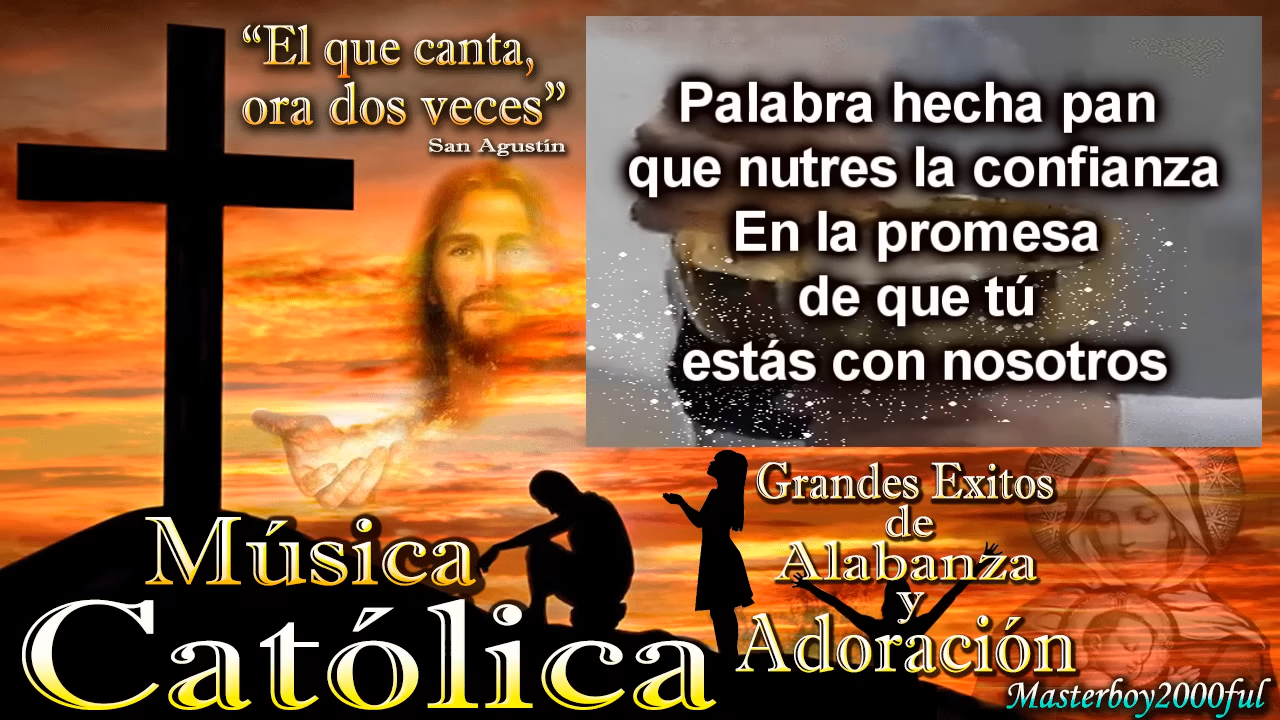 “El que canta,
ora dos veces”
San Agustín
Palabra hecha pan
que nutres la confianza
En la promesa
de que tú
estás con nosotros
Música
Católica
Grandes Exitos
de
Alabanza
y
Adoración
Masterboy2000ful